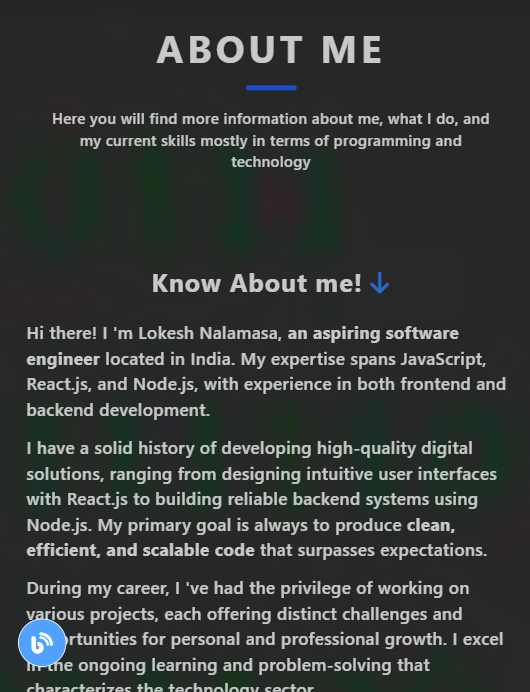 ABOUT ME
Here you will find more information about me, what I do, and
my current skills mostly in terms of programming and
technology
Know About me!
Hi there! I 'm Lokesh Nalamasa, an aspiring software
engineer located in India. My expertise spans JavaScript,
React.js, and Node.js, with experience in both frontend and
backend development.
I have a solid history of developing high-quality digital
solutions, ranging from designing intuitive user interfaces
with React.js to building reliable backend systems using
Node.js. My primary goal is always to produce clean,
efficient, and scalable code that surpasses expectations.
During my career, I 've had the privilege of working on
various projects, each offering distinct challenges and
opportunities for personal and professional growth. I excel
in the ongoing learning and problem-solving that
characterizes the technology sector.